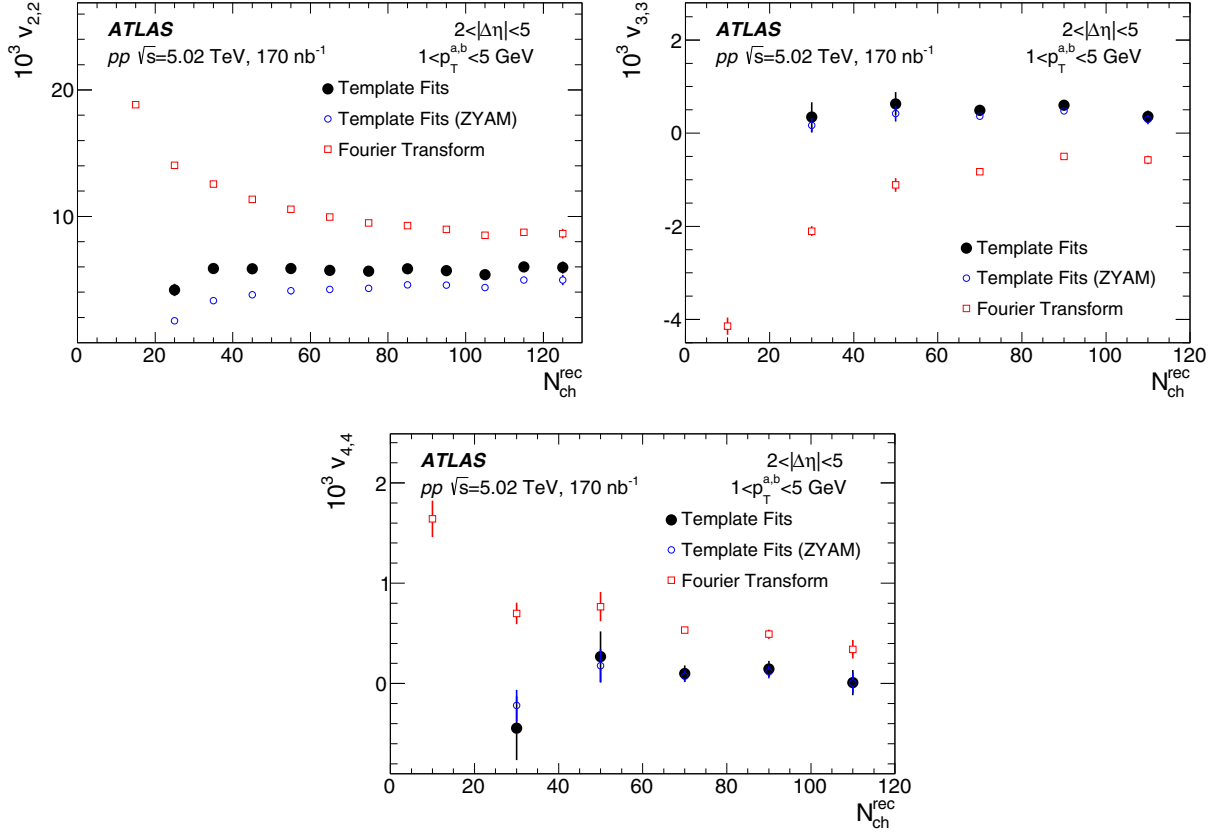 10³ v₂,₂
ATLAS
2<|Δη|<5
pp √s=5.02 TeV, 170 nb⁻¹
1<p_T^{a,b}<5 GeV
Template Fits
Template Fits (ZYAM)
Fourier Transform
20
10
0
0 20 40 60 80 100 120
N_ch^rec
10³ v₃,₃
ATLAS
2<|Δη|<5
pp √s=5.02 TeV, 170 nb⁻¹
1<p_T^{a,b}<5 GeV
2
0
-2
-4
Template Fits
Template Fits (ZYAM)
Fourier Transform
0 20 40 60 80 100 120
N_ch^rec
10³ v₄,₄
ATLAS
2<|Δη|<5
pp √s=5.02 TeV, 170 nb⁻¹
1<p_T^{a,b}<5 GeV
Template Fits
Template Fits (ZYAM)
Fourier Transform
2
1
0
0 20 40 60 80 100 120
N_ch^rec